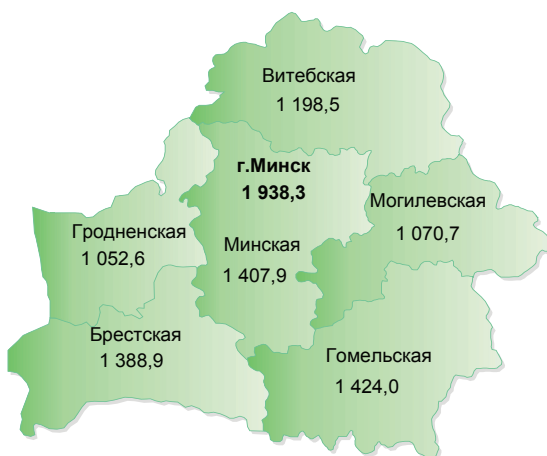 Витебская
1 198,5
г.Минск
1 938,3
Могилевская
1 070,7
Гродненская
1 052,6
Минская
1 407,9
Брестская
1 388,9
Гомельская
1 424,0